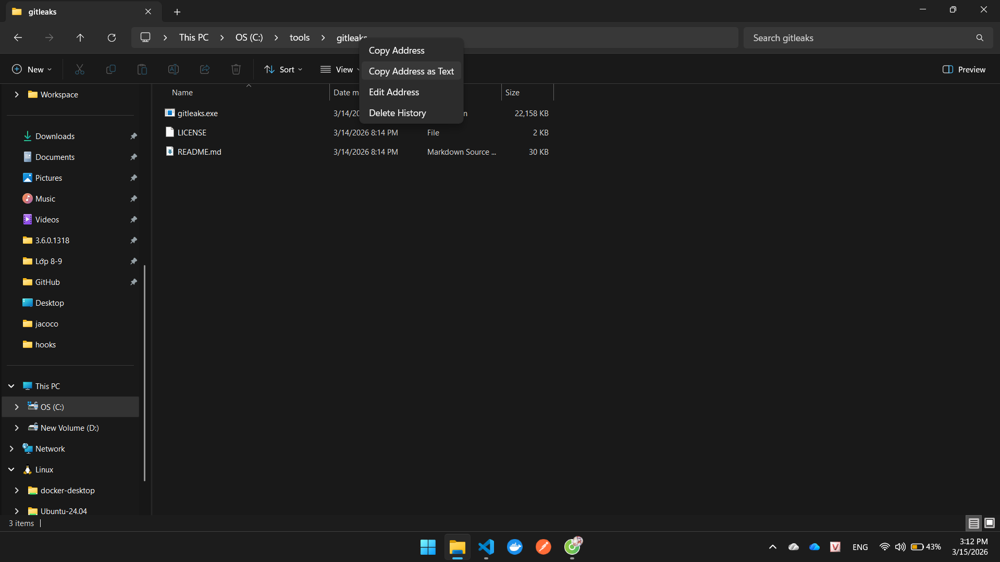 gitleaks
This PC
OS (C:)
tools
gitleaks
Search gitleaks
New
Sort
View
Preview
Copy Address
Copy Address as Text
Edit Address
Delete History
Name
Date m
Size
gitleaks.exe
3/14/20
n
22,158 KB
LICENSE
3/14/2026 8:14 PM
File
2 KB
README.md
3/14/2026 8:14 PM
Markdown Source ...
30 KB
Workspace
Downloads
Documents
Pictures
Music
Videos
3.6.0.1318
Lớp 8-9
GitHub
Desktop
jacoco
hooks
This PC
OS (C:)
New Volume (D:)
Network
Linux
docker-desktop
Ubuntu-24.04
3 items
ENG
43%
3:12 PM
3/15/2026